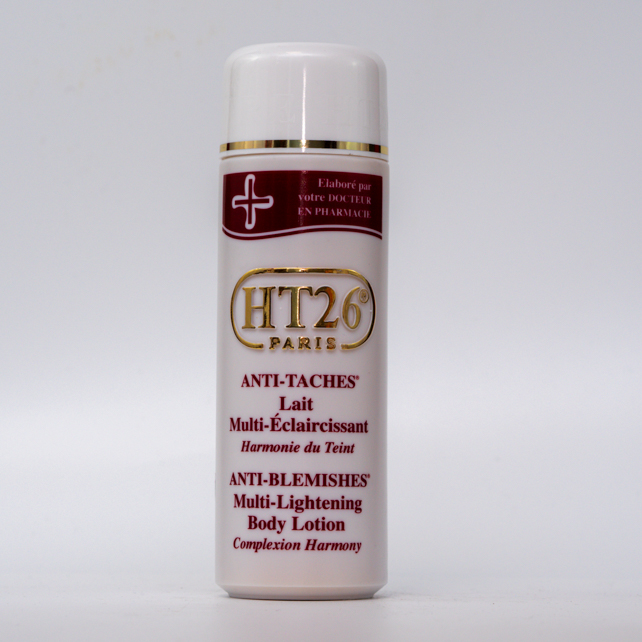 Elaboré par
votre DOCTEUR
EN PHARMACIE
HT26®
PARIS
ANTI-TACHES®
Lait
Multi-Éclaircissant
Harmonie du Teint
ANTI-BLEMISHES®
Multi-Lightening
Body Lotion
Complexion Harmony